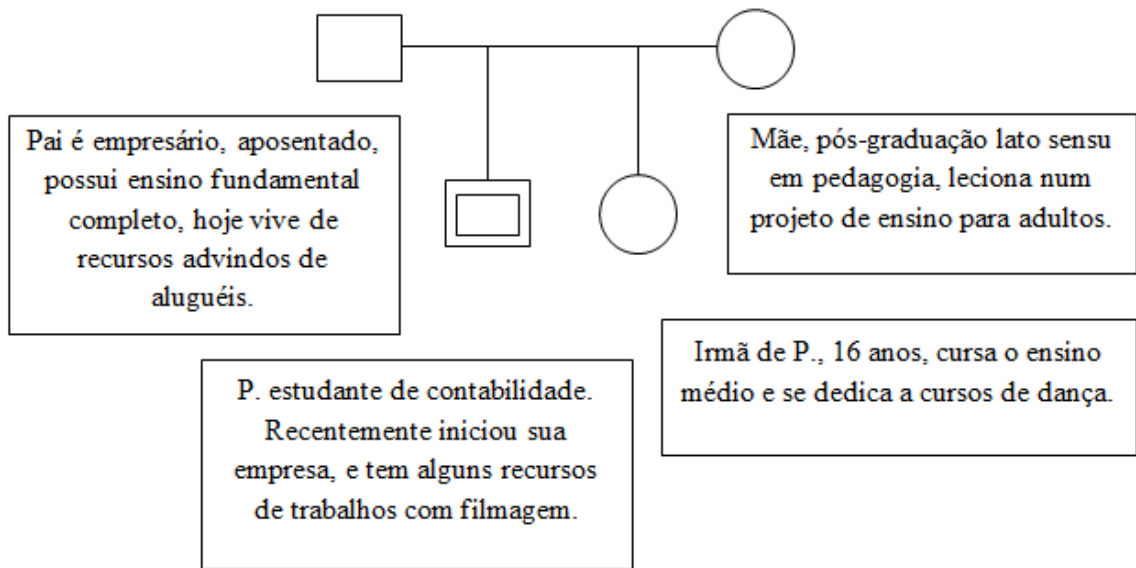 Pai é empresário, aposentado,
possui ensino fundamental
completo, hoje vive de
recursos advindos de
aluguéis.
Mãe, pós-graduação lato sensu
em pedagogia, leciona num
projeto de ensino para adultos.
P. estudante de contabilidade.
Recentemente iniciou sua
empresa, e tem alguns recursos
de trabalhos com filmagem.
Irmã de P., 16 anos, cursa o ensino
médio e se dedica a cursos de dança.